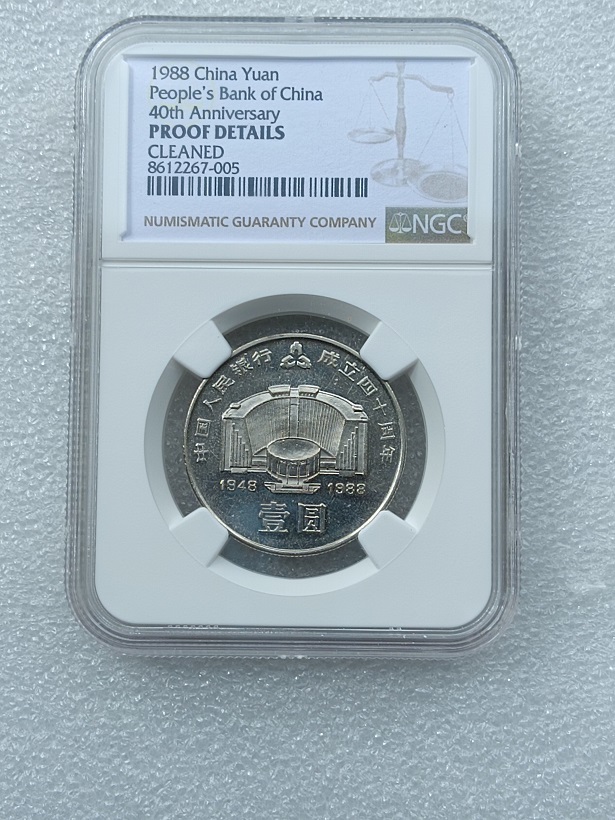 1988 China Yuan
People's Bank of China
40th Anniversary
PROOF DETAILS
CLEANED
8612267-005
NUMISMATIC GUARANTY COMPANY
NGC
中国人民銀行 成立四十周年
1948 1988
壹圆